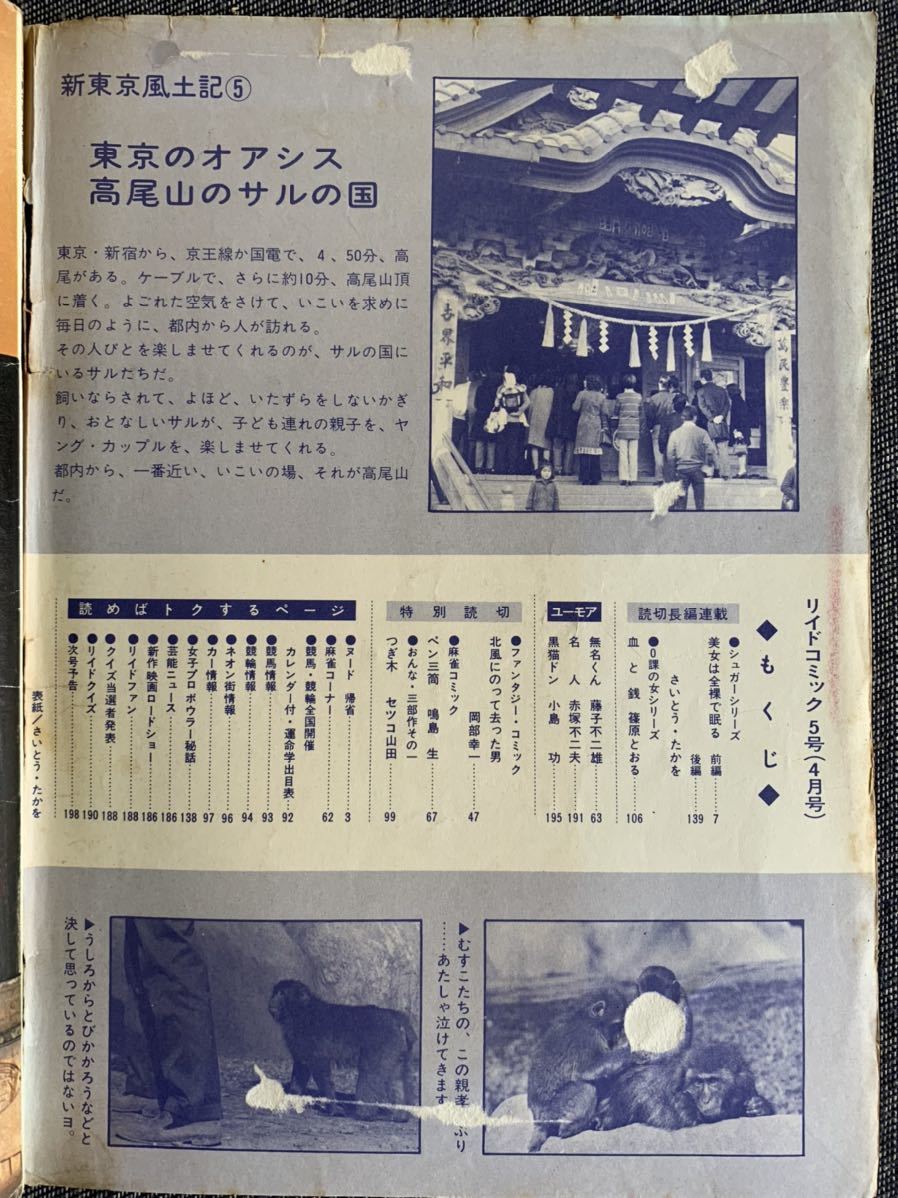 新東京風土記⑤
東京のオアシス
高尾山のサルの国
東京・新宿から、京王線か国電で、4、50分、高
尾がある。ケーブルで、さらに約10分、高尾山頂
に着く。よごれた空気をさけて、いこいを求めに
毎日のように、都内から人が訪れる。
その人びとを楽しませてくれるのが、サルの国に
いるサルたちだ。
飼いならされて、よほど、いたずらをしないかぎ
り、おとなしいサルが、子ども連れの親子を、ヤ
ング・カップルを、楽しませてくれる。
都内から、一番近い、いこいの場、それが高尾山
だ。
世界平和
萬民豊楽
リイドコミック 5号(4月号)
◆もくじ◆
読切長編連載
●シュガーシリーズ
美女は全裸で眠る 前編……7
後編……139
さいとう・たかを
●0課の女シリーズ
血と銭 篠原とおる……106
ユーモア
無名くん 藤子不二雄……63
名人 赤塚不二夫……191
黒猫ドン 小島 功……195
特別読切
●ファンタジー・コミック
北風にのって去った男
岡部幸一……47
●麻雀コミック
ペン三筒 鳴島 生……67
●おんな・三部作その一
つぎ木 セツコ山田……99
読めばトクするページ
●ヌード 帰省……3
●麻雀コーナー……62
●競馬・競輪全国開催
カレンダー付・運命学出目表……92
●競馬情報……93
●競輪情報……94
●ネオン街情報……96
●カー情報……97
●女子プロボウラー秘話……138
●芸能ニュース……186
●新作映画ロードショー……186
●リイドファン……188
●クイズ当選者発表……188
●リイドクイズ……190
●次号予告……198
表紙/さいとう・たかを
▶むすこたちの、この親孝 ぶり
……あたしゃ泣けてきます
▶うしろからとびかかろうなどと
決して思っているのではないヨ。